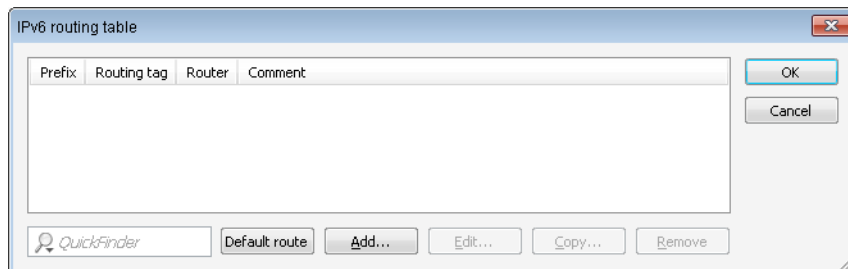 IPv6 routing table
Prefix Routing tag Router Comment
OK
Cancel
QuickFinder Default route Add... Edit... Copy... Remove